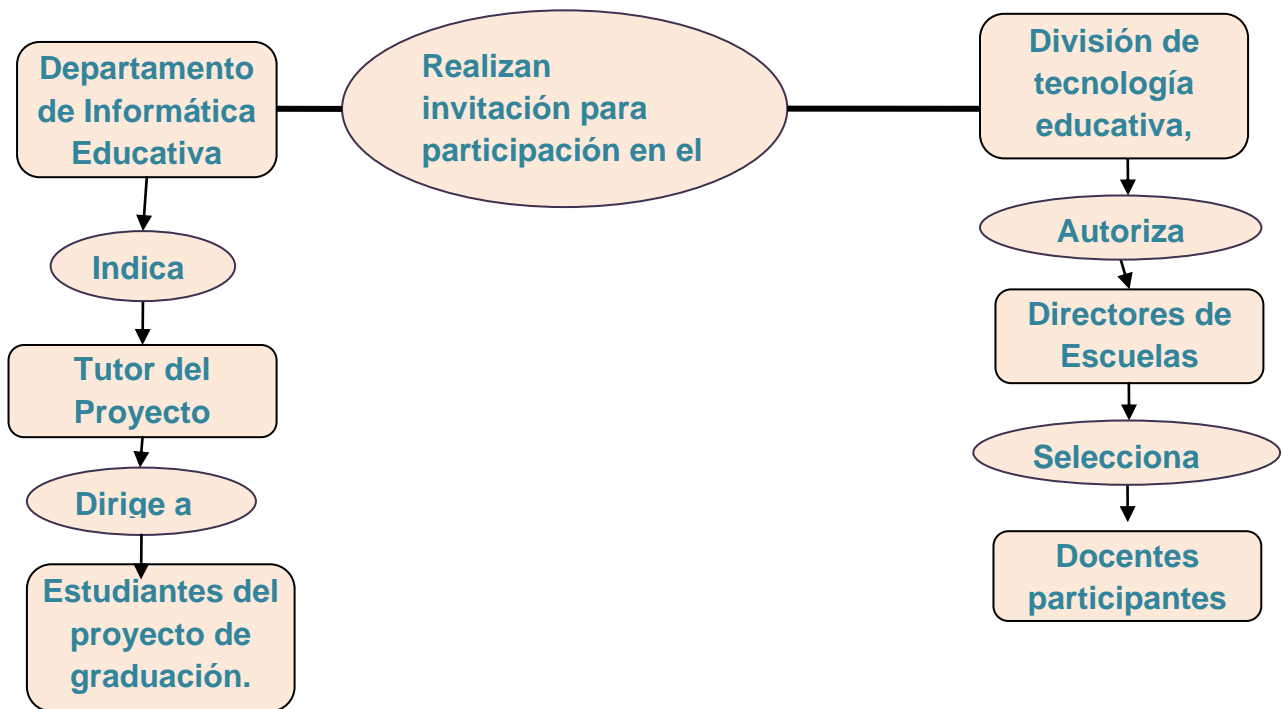 Departamento
de Informática
Educativa
Realizan
invitación para
participación en el
División de
tecnología
educativa,
Indica
Autoriza
Tutor del
Proyecto
Directores de
Escuelas
Dirige a
Selecciona
Estudiantes del
proyecto de
graduación.
Docentes
participantes